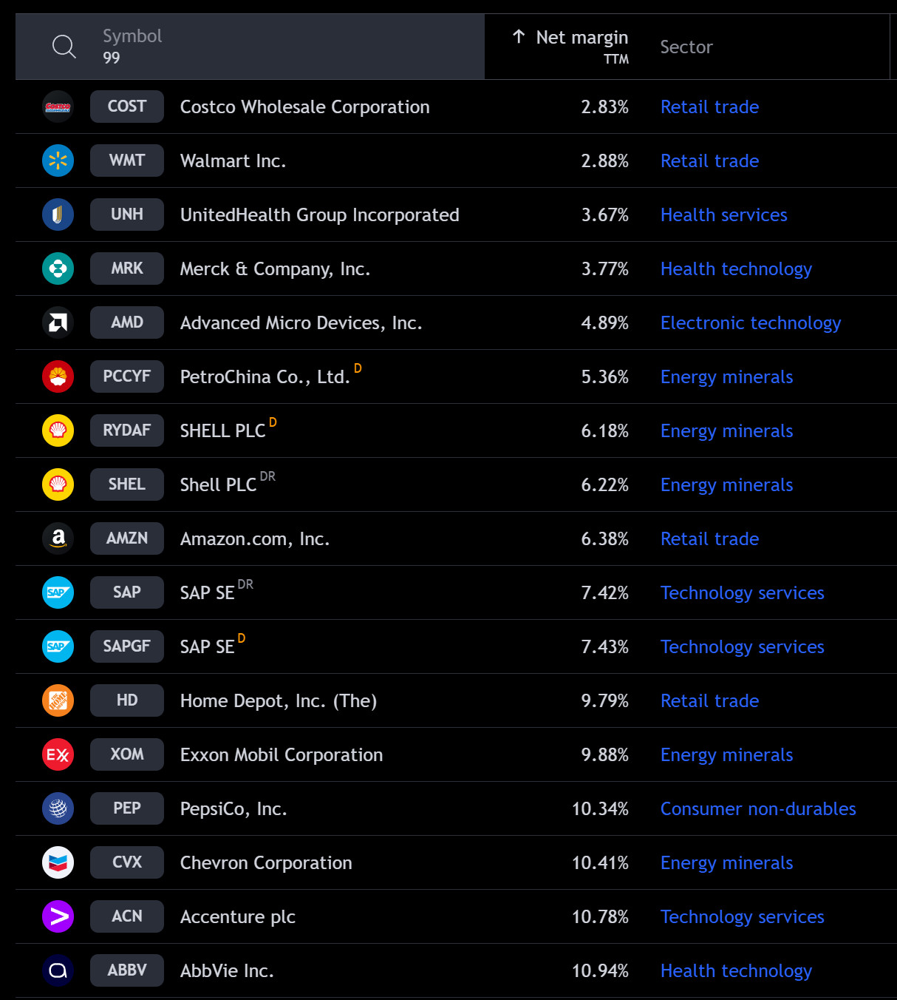 Symbol
99
↑ Net margin
TTM
Sector
Costco COST Costco Wholesale Corporation 2.83% Retail trade
WMT Walmart Inc. 2.88% Retail trade
UNH UnitedHealth Group Incorporated 3.67% Health services
MRK Merck & Company, Inc. 3.77% Health technology
AMD Advanced Micro Devices, Inc. 4.89% Electronic technology
PCCYF PetroChina Co., Ltd. D 5.36% Energy minerals
RYDAF SHELL PLC D 6.18% Energy minerals
SHEL Shell PLC DR 6.22% Energy minerals
a AMZN Amazon.com, Inc. 6.38% Retail trade
SAP SAP SAP SE DR 7.42% Technology services
SAP SAPGF SAP SE D 7.43% Technology services
HD Home Depot, Inc. (The) 9.79% Retail trade
EXX XOM Exxon Mobil Corporation 9.88% Energy minerals
PEP PepsiCo, Inc. 10.34% Consumer non-durables
CVX Chevron Corporation 10.41% Energy minerals
> ACN Accenture plc 10.78% Technology services
a ABBV AbbVie Inc. 10.94% Health technology